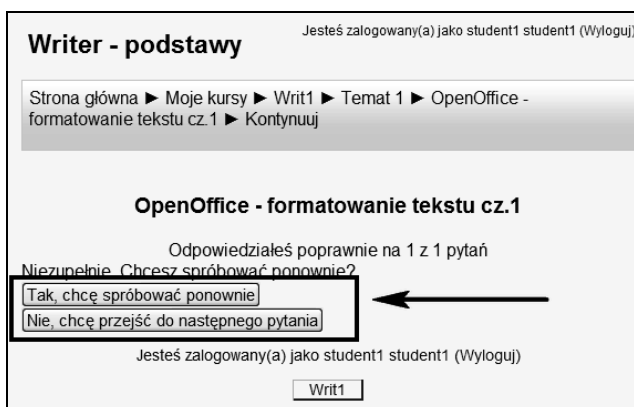 Writer - podstawy
Jesteś zalogowany(a) jako student1 student1 (Wyloguj)
Strona główna ► Moje kursy ► Writ1 ► Temat 1 ► OpenOffice -
formatowanie tekstu cz.1 ► Kontynuuj
OpenOffice - formatowanie tekstu cz.1
Odpowiedziałeś poprawnie na 1 z 1 pytań
Niezupełnie. Chcesz spróbować ponownie?
Tak, chcę spróbować ponownie
Nie, chcę przejść do następnego pytania
Jesteś zalogowany(a) jako student1 student1 (Wyloguj)
Writ1